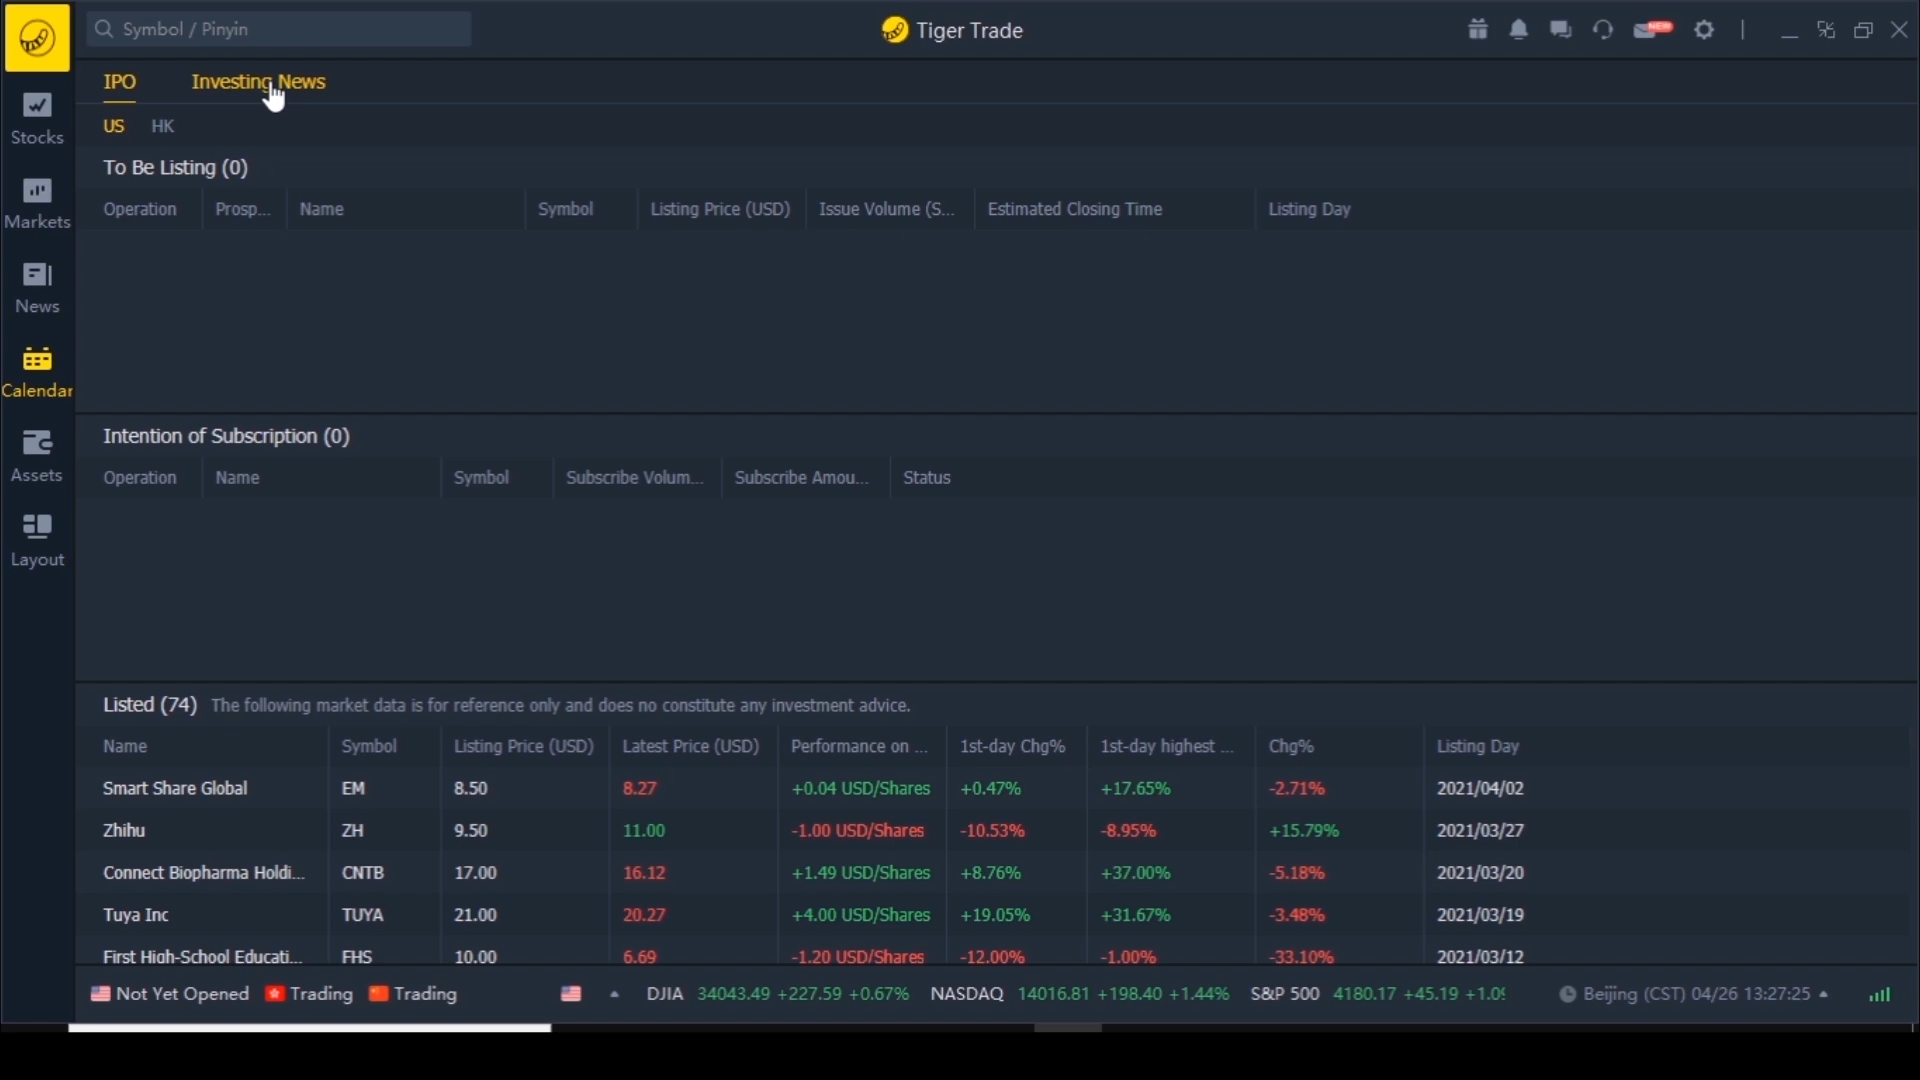 Symbol / Pinyin
Tiger Trade
NEW
IPO Investing News
US HK
Stocks
Markets
News
Calendar
Assets
Layout
To Be Listing (0)
Operation Prosp... Name Symbol Listing Price (USD) Issue Volume (S... Estimated Closing Time Listing Day
Intention of Subscription (0)
Operation Name Symbol Subscribe Volum... Subscribe Amou... Status
Listed (74) The following market data is for reference only and does no constitute any investment advice.
Name Symbol Listing Price (USD) Latest Price (USD) Performance on ... 1st-day Chg% 1st-day highest ... Chg% Listing Day
Smart Share Global EM 8.50 8.27 +0.04 USD/Shares +0.47% +17.65% -2.71% 2021/04/02
Zhihu ZH 9.50 11.00 -1.00 USD/Shares -10.53% -8.95% +15.79% 2021/03/27
Connect Biopharma Holdi... CNTB 17.00 16.12 +1.49 USD/Shares +8.76% +37.00% -5.18% 2021/03/20
Tuya Inc TUYA 21.00 20.27 +4.00 USD/Shares +19.05% +31.67% -3.48% 2021/03/19
First High-School Educati... FHS 10.00 6.69 -1.20 USD/Shares -12.00% -1.00% -33.10% 2021/03/12
Not Yet Opened Trading Trading DJIA 34043.49 +227.59 +0.67% NASDAQ 14016.81 +198.40 +1.44% S&P 500 4180.17 +45.19 +1.09 Beijing (CST) 04/26 13:27:25